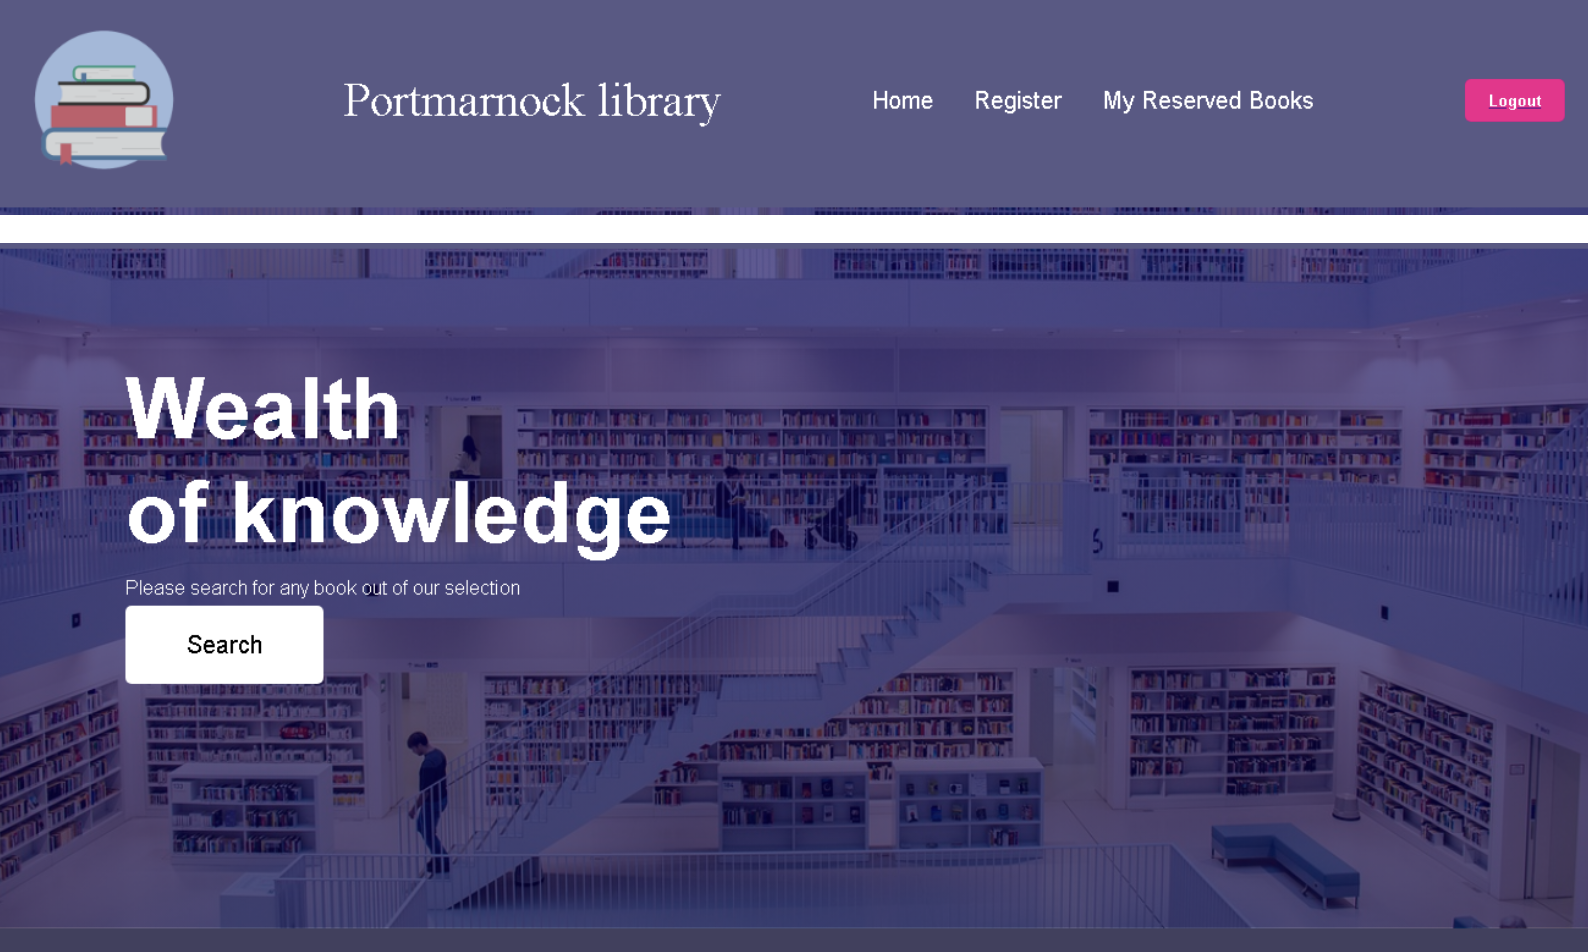 Portmarnock library
Home
Register
My Reserved Books
Logout
Wealth
of knowledge
Please search for any book out of our selection
Search
6